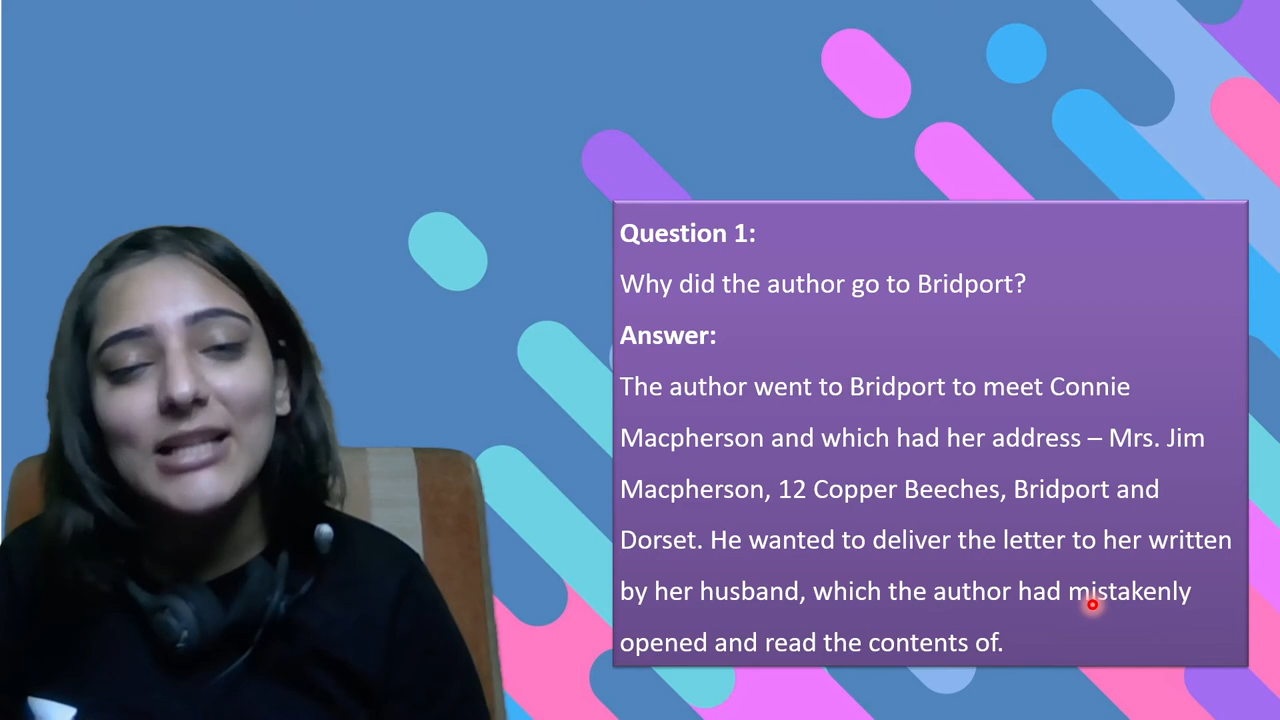 Question 1:
Why did the author go to Bridport?
Answer:
The author went to Bridport to meet Connie
Macpherson and which had her address – Mrs. Jim
Macpherson, 12 Copper Beeches, Bridport and
Dorset. He wanted to deliver the letter to her written
by her husband, which the author had mistakenly
opened and read the contents of.